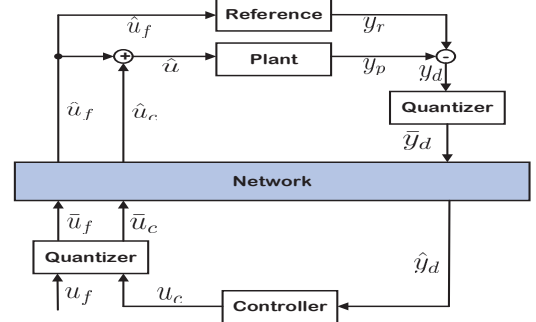 û_f Reference y_r
+ û Plant y_p -
y_d
û_f û_c Quantizer
ȳ_d
Network
ū_f ū_c
Quantizer ŷ_d
u_f u_c Controller